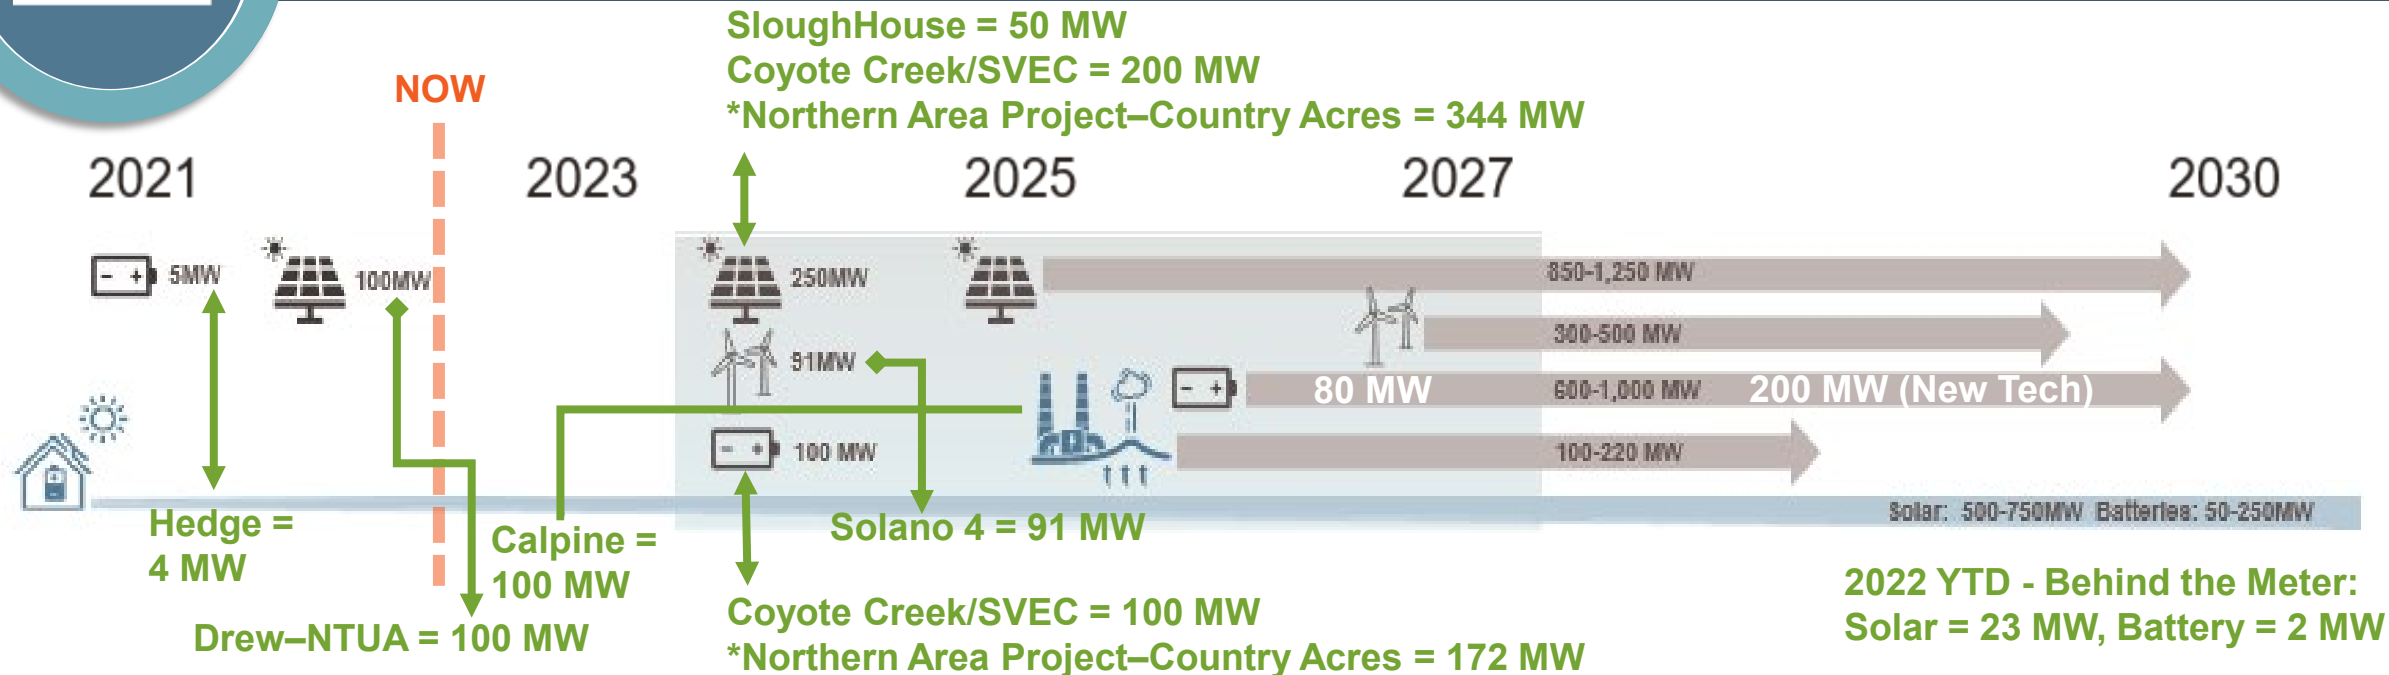 SloughHouse = 50 MW
Coyote Creek/SVEC = 200 MW
*Northern Area Project–Country Acres = 344 MW
NOW
2021
2023
2025
2027
2030
5MW
100MW
250MW
850-1,250 MW
300-500 MW
91MW
80 MW
600-1,000 MW
200 MW (New Tech)
100 MW
100-220 MW
Solar: 500-750MW Batteries: 50-250MW
Hedge =
4 MW
Calpine =
100 MW
Solano 4 = 91 MW
Drew–NTUA = 100 MW
Coyote Creek/SVEC = 100 MW
*Northern Area Project–Country Acres = 172 MW
2022 YTD - Behind the Meter:
Solar = 23 MW, Battery = 2 MW